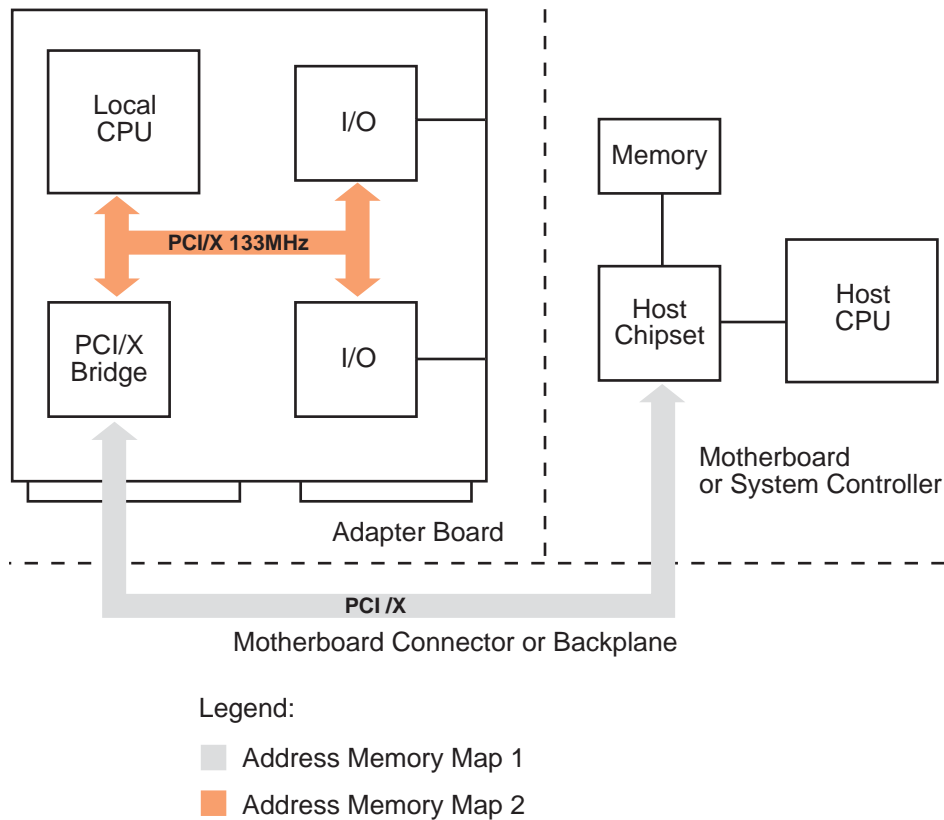 Local
CPU
I/O
PCI/X 133MHz
PCI/X
Bridge
I/O
Adapter Board
Memory
Host
Chipset
Host
CPU
Motherboard
or System Controller
PCI /X
Motherboard Connector or Backplane
Legend:
Address Memory Map 1
Address Memory Map 2